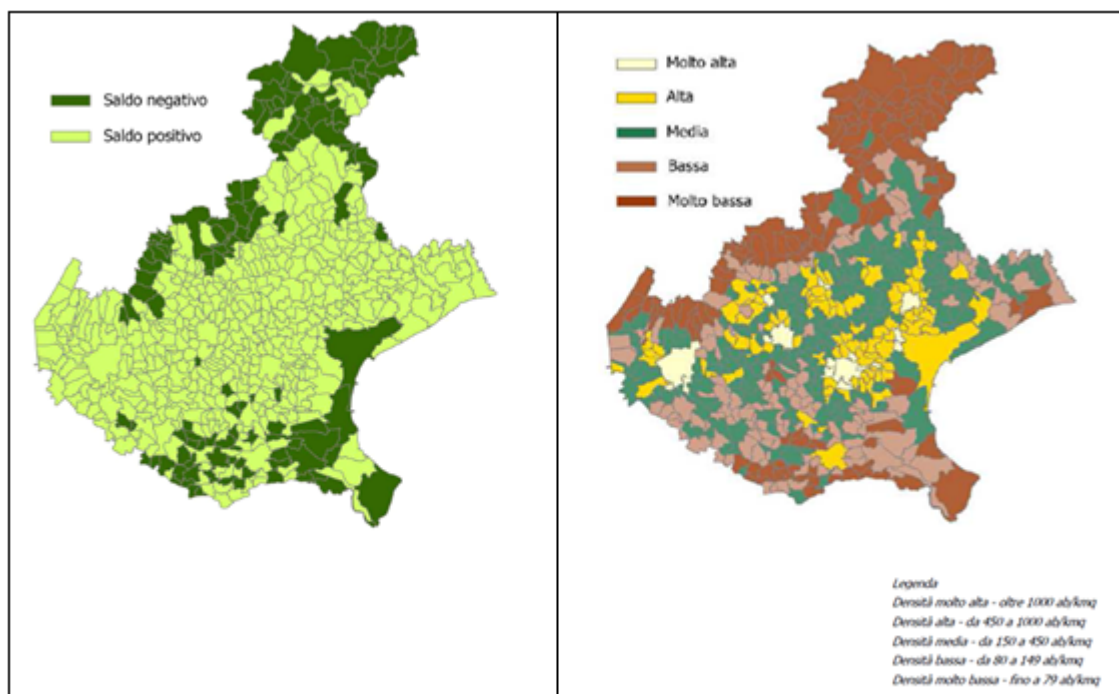 Saldo negativo
Saldo positivo
Molto alta
Alta
Media
Bassa
Molto bassa
Legenda
Densità molto alta - oltre 1000 ab/kmq
Densità alta - da 450 a 1000 ab/kmq
Densità media - da 150 a 450 ab/kmq
Densità bassa - da 80 a 149 ab/kmq
Densità molto bassa - fino a 79 ab/kmq